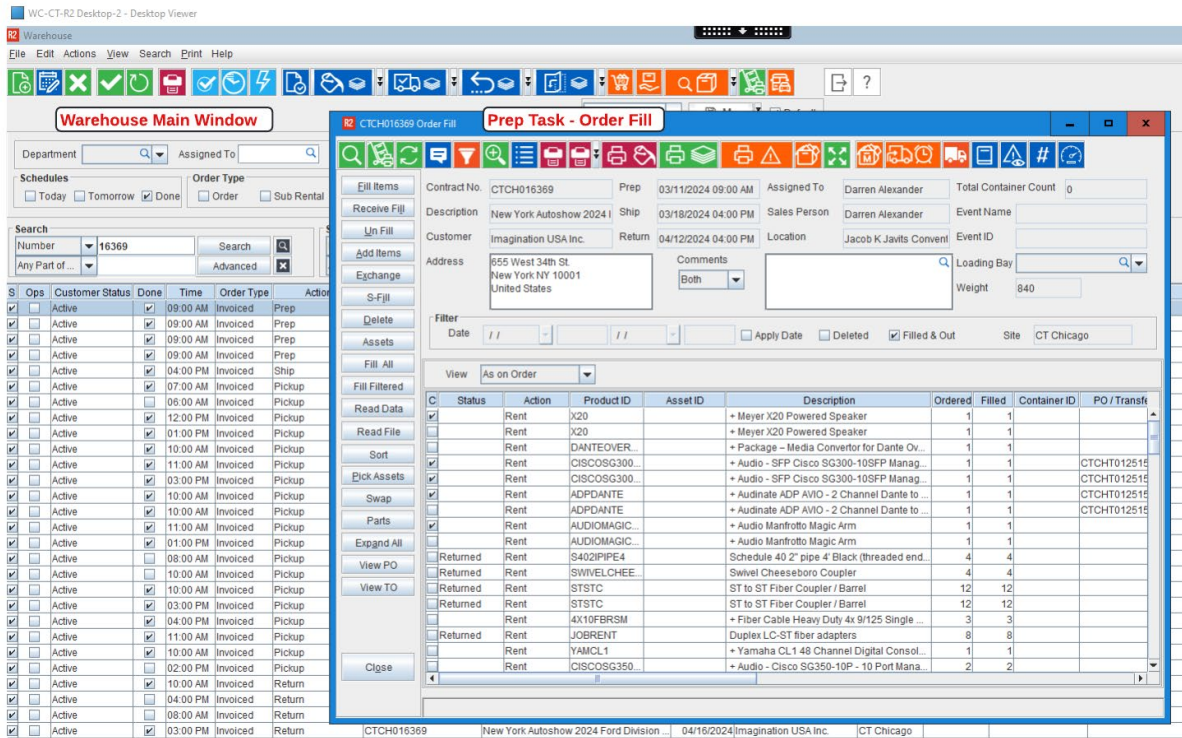 WC-CT-R2 Desktop-2 - Desktop Viewer
R2 Warehouse
File Edit Actions View Search Print Help
Warehouse Main Window
R2 CTCH016369 Order Fill
Prep Task - Order Fill
Department
Assigned To
Schedules
Order Type
Today Tomorrow Done Order Sub Rental
Search
Number 16369 Search
Any Part of ... Advanced
S Ops Customer Status Done Time Order Type Action
Active 09:00 AM Invoiced Prep
Active 09:00 AM Invoiced Prep
Active 09:00 AM Invoiced Prep
Active 09:00 AM Invoiced Prep
Active 04:00 PM Invoiced Ship
Active 07:00 AM Invoiced Pickup
Active 06:00 AM Invoiced Pickup
Active 12:00 PM Invoiced Pickup
Active 01:00 PM Invoiced Pickup
Active 10:00 AM Invoiced Pickup
Active 11:00 AM Invoiced Pickup
Active 03:00 PM Invoiced Pickup
Active 10:00 AM Invoiced Pickup
Active 10:00 AM Invoiced Pickup
Active 11:00 AM Invoiced Pickup
Active 01:00 PM Invoiced Pickup
Active 08:00 AM Invoiced Pickup
Active 10:00 AM Invoiced Pickup
Active 10:00 AM Invoiced Pickup
Active 03:00 PM Invoiced Pickup
Active 04:00 PM Invoiced Pickup
Active 11:00 AM Invoiced Pickup
Active 10:00 AM Invoiced Pickup
Active 02:00 PM Invoiced Pickup
Active 10:00 AM Invoiced Return
Active 04:00 PM Invoiced Return
Active 08:00 AM Invoiced Return
Active 03:00 PM Invoiced Return CTCH016369 New York Autoshow 2024 Ford Division ... 04/16/2024 Imagination USA Inc. CT Chicago
Fill Items
Receive Fill
Un Fill
Add Items
Exchange
S-Fill
Delete
Assets
Fill All
Fill Filtered
Read Data
Read File
Sort
Pick Assets
Swap
Parts
Expand All
View PO
View TO
Close
Contract No. CTCH016369 Prep 03/11/2024 09:00 AM Assigned To Darren Alexander Total Container Count 0
Description New York Autoshow 2024 Ship 03/18/2024 04:00 PM Sales Person Darren Alexander Event Name
Customer Imagination USA Inc. Return 04/12/2024 04:00 PM Location Jacob K Javits Convent Event ID
Address 655 West 34th St. Comments Loading Bay
New York NY 10001 Both
United States Weight 840
Filter
Date / / / / Apply Date Deleted Filled & Out Site CT Chicago
View As on Order
C Status Action Product ID Asset ID Description Ordered Filled Container ID PO / Transfe
Rent X20 + Meyer X20 Powered Speaker 1 1
Rent X20 + Meyer X20 Powered Speaker 1 1
Rent DANTEOVER... + Package – Media Convertor for Dante Ov... 1 1
Rent CISCOSG300... + Audio - SFP Cisco SG300-10SFP Manag... 1 1 CTCHT012515
Rent CISCOSG300... + Audio - SFP Cisco SG300-10SFP Manag... 1 1 CTCHT012515
Rent ADPDANTE + Audinate ADP AVIO - 2 Channel Dante to ... 1 1 CTCHT012515
Rent ADPDANTE + Audinate ADP AVIO - 2 Channel Dante to ... 1 1 CTCHT012515
Rent AUDIOMAGIC... + Audio Manfrotto Magic Arm 1 1
Rent AUDIOMAGIC... + Audio Manfrotto Magic Arm 1 1
Returned Rent S402IPIPE4 Schedule 40 2" pipe 4' Black (threaded end... 4 4
Returned Rent SWIVELCHEE... Swivel Cheeseboro Coupler 4 4
Returned Rent STSTC ST to ST Fiber Coupler / Barrel 12 12
Returned Rent STSTC ST to ST Fiber Coupler / Barrel 12 12
Rent 4X10FBRSM + Fiber Cable Heavy Duty 4x 9/125 Single ... 3 3
Returned Rent JOBRENT Duplex LC-ST fiber adapters 8 8
Rent YAMCL1 + Yamaha CL1 48 Channel Digital Consol... 1 1
Rent CISCOSG350... + Audio - Cisco SG350-10P - 10 Port Mana... 2 2